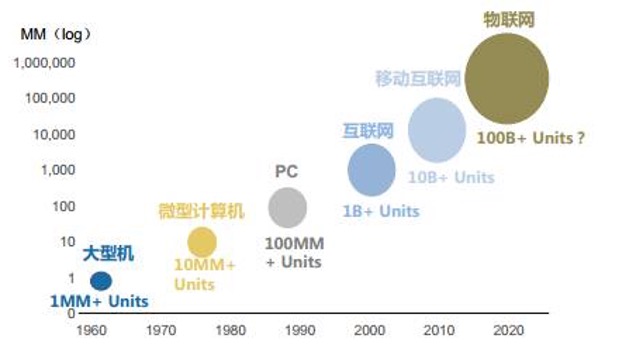 物联网
MM（log）
1,000,000
移动互联网
100,000
10,000
互联网
100B+ Units？
1,000
PC
10B+ Units
100
微型计算机
1B+ Units
10
大型机
100MM
+ Units
10MM+
Units
1
1MM+ Units
0
1960 1970 1980 1990 2000 2010 2020